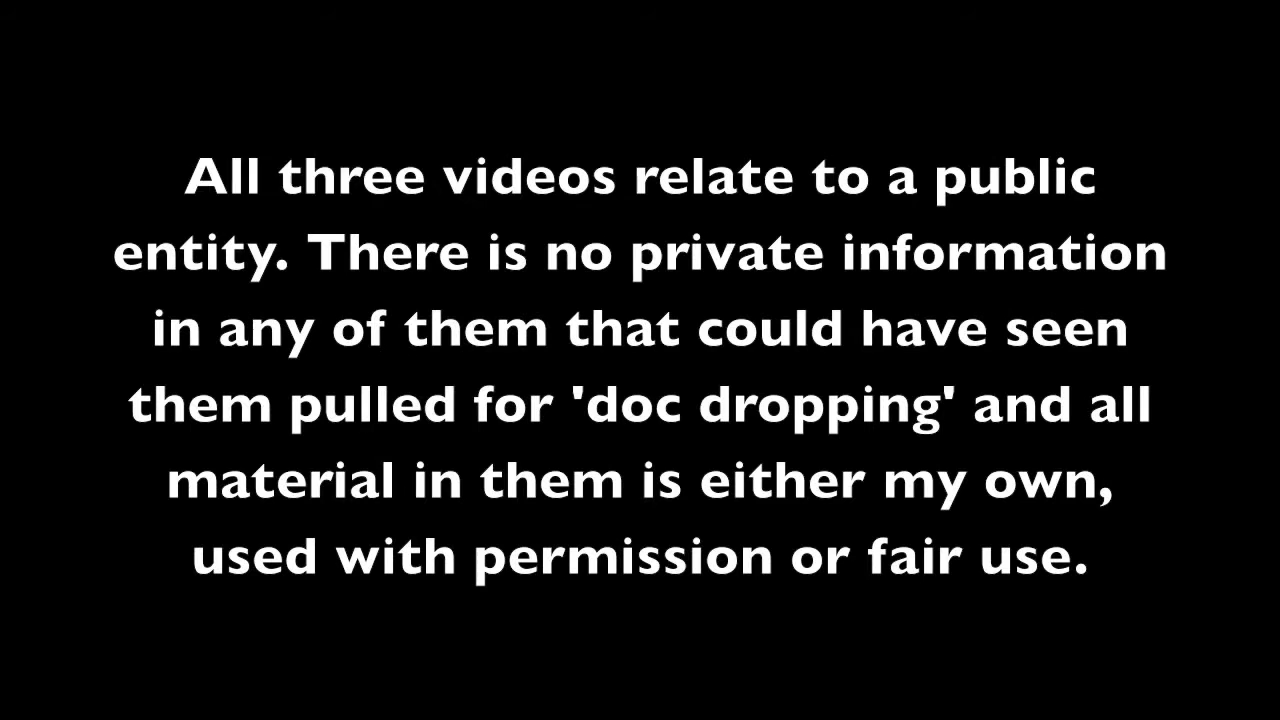 All three videos relate to a public
entity. There is no private information
in any of them that could have seen
them pulled for 'doc dropping' and all
material in them is either my own,
used with permission or fair use.